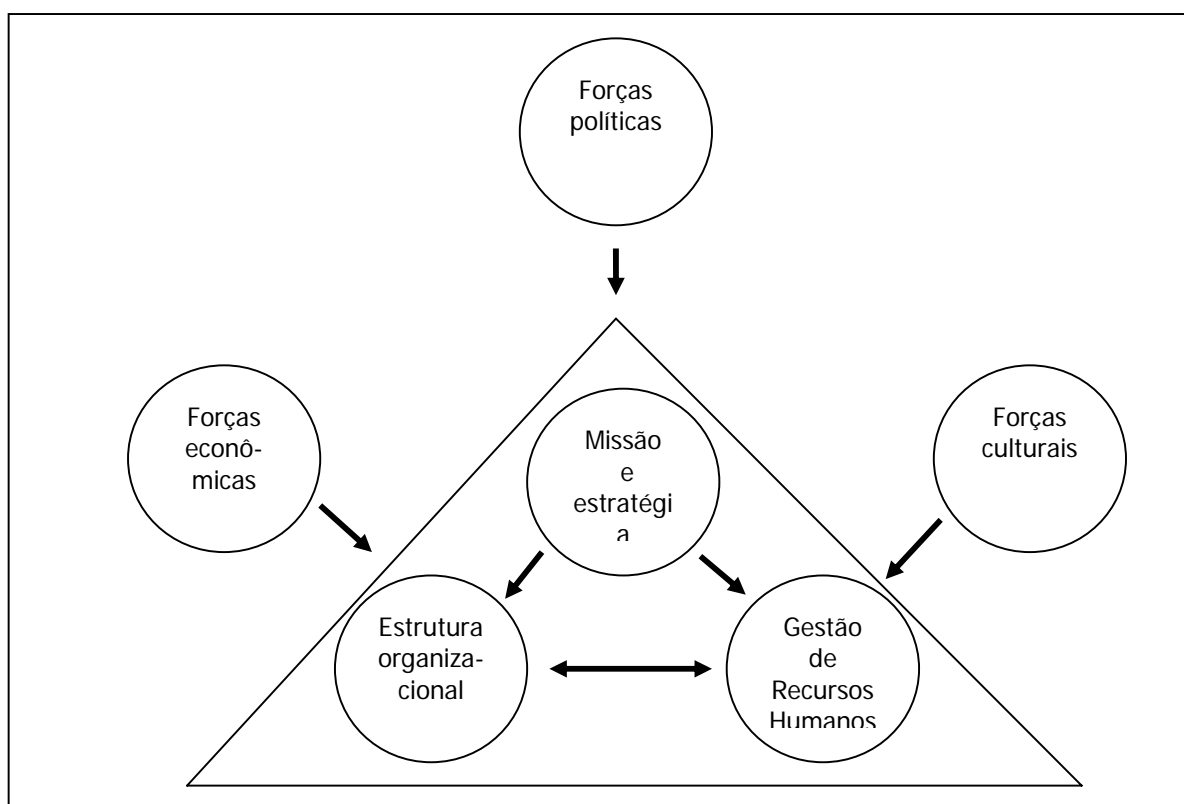 Forças
políticas
Forças
econô-
micas
Forças
culturais
Missão
e
estratégi
a
Estrutura
organiza-
cional
Gestão
de
Recursos
Humanos